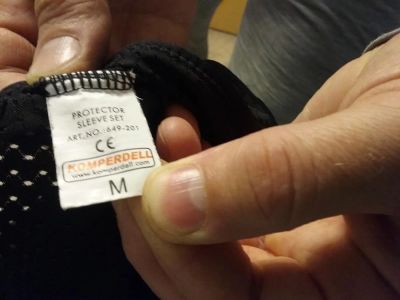 PROTECTOR
SLEEVE SET
ART. NO.: 649-201
CE
KOMPERDELL
www.komperdell.com
M